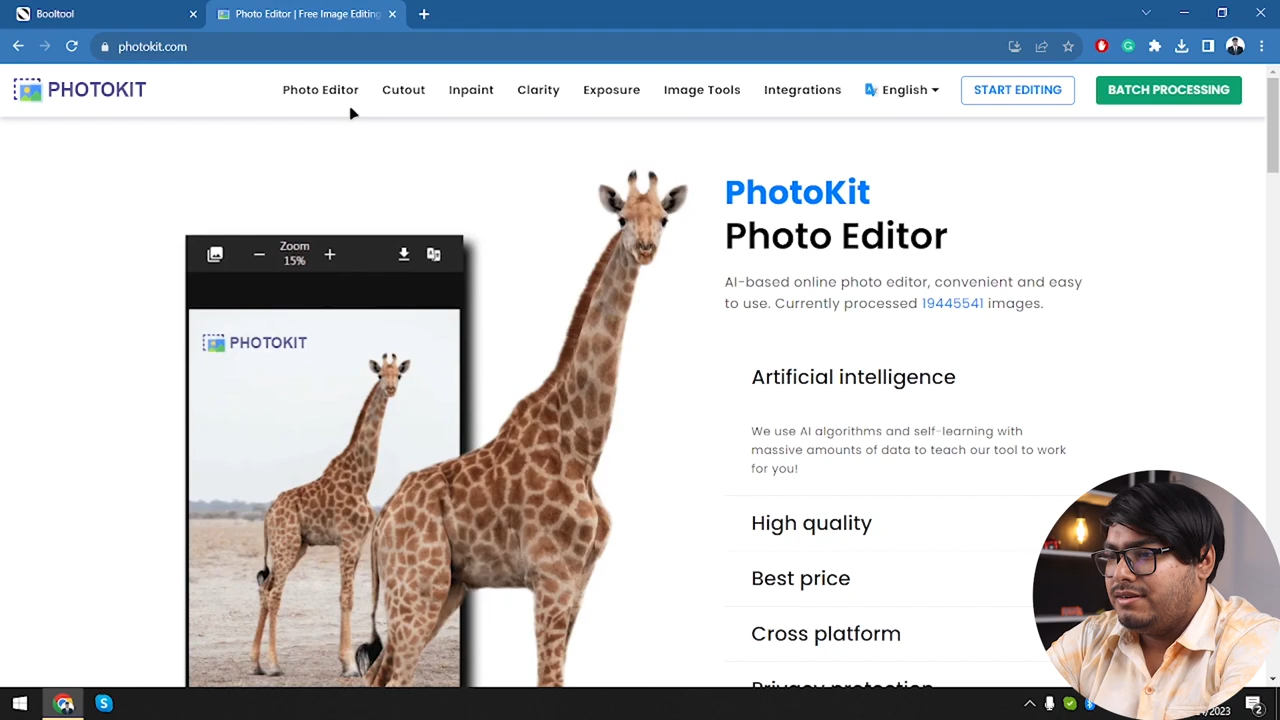 Booltool
Photo Editor | Free Image Editing
photokit.com
PHOTOKIT
Photo Editor
Cutout
Inpaint
Clarity
Exposure
Image Tools
Integrations
English
START EDITING
BATCH PROCESSING
Zoom
15%
PHOTOKIT
PhotoKit
Photo Editor
AI-based online photo editor, convenient and easy
to use. Currently processed 19445541 images.
Artificial intelligence
We use AI algorithms and self-learning with
massive amounts of data to teach our tool to work
for you!
High quality
Best price
Cross platform
Privacy protection
2